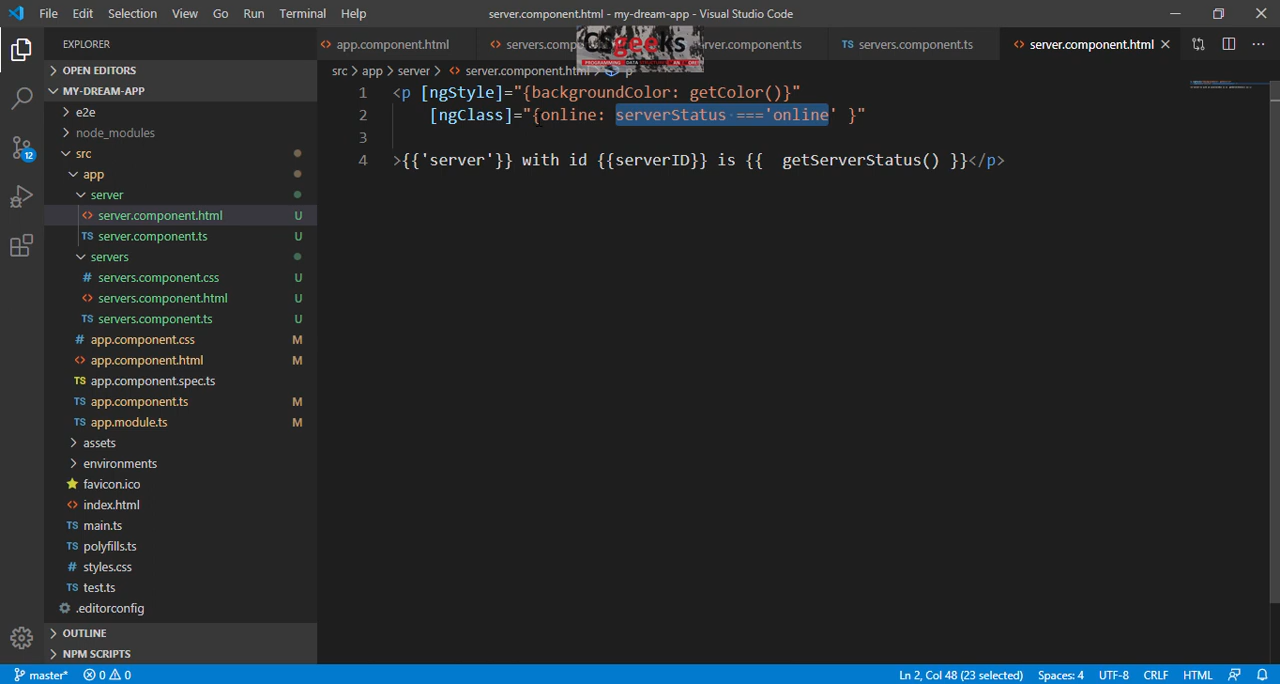 File Edit Selection View Go Run Terminal Help
server.component.html - my-dream-app - Visual Studio Code
EXPLORER
app.component.html
servers.comp
rver.component.ts
servers.component.ts
server.component.html
CSgeeks
OPEN EDITORS
src > app > server > server.component.html > p
MY-DREAM-APP
e2e
node_modules
src
app
server
server.component.html U
server.component.ts U
servers
servers.component.css U
servers.component.html U
servers.component.ts U
app.component.css M
app.component.html M
app.component.spec.ts
app.component.ts M
app.module.ts M
assets
environments
favicon.ico
index.html
main.ts
polyfills.ts
styles.css
test.ts
.editorconfig
OUTLINE
NPM SCRIPTS
12
1 <p [ngStyle]="{backgroundColor: getColor()}"
2 [ngClass]="{online: serverStatus ==='online' }"
3
4 >{{'server'}} with id {{serverID}} is {{ getServerStatus() }}</p>
master* 0 0
Ln 2, Col 48 (23 selected) Spaces: 4 UTF-8 CRLF HTML